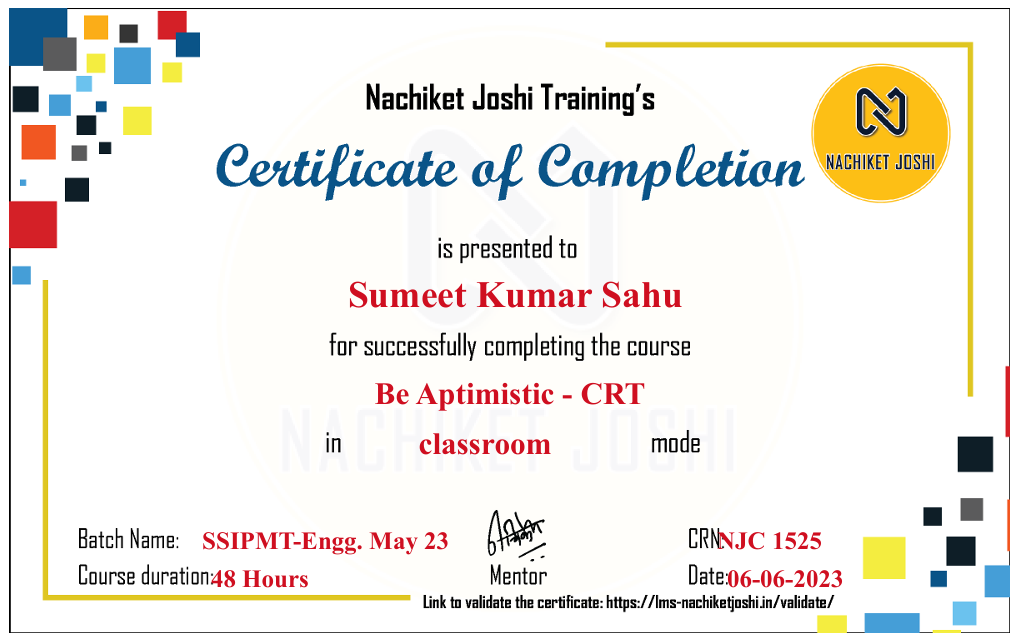 Nachiket Joshi Training's
NACHIKET JOSHI
Certificate of Completion
is presented to
Sumeet Kumar Sahu
for successfully completing the course
Be Aptimistic - CRT
NACHIKET JOSHI
in classroom mode
Batch Name: SSIPMT-Engg. May 23
CRN: NJC 1525
Course duration: 48 Hours
Mentor
Date: 06-06-2023
Link to validate the certificate: https://lms-nachiketjoshi.in/validate/